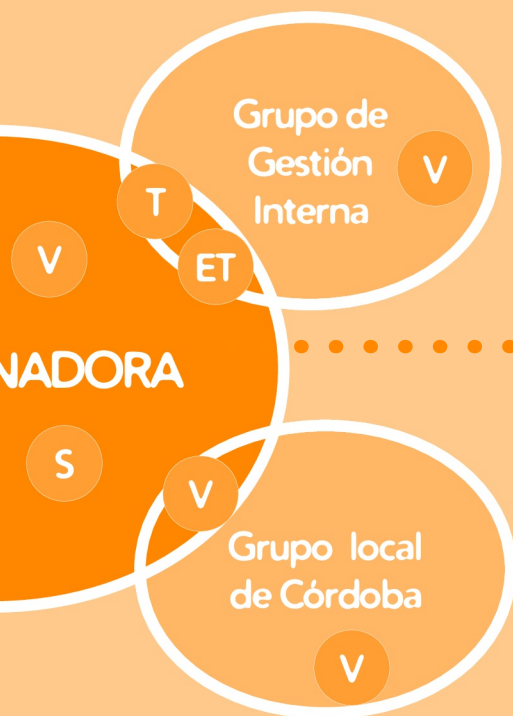 Grupo de
Gestión
Interna
V
T
ET
V
NADORA
S
V
Grupo local
de Córdoba
V